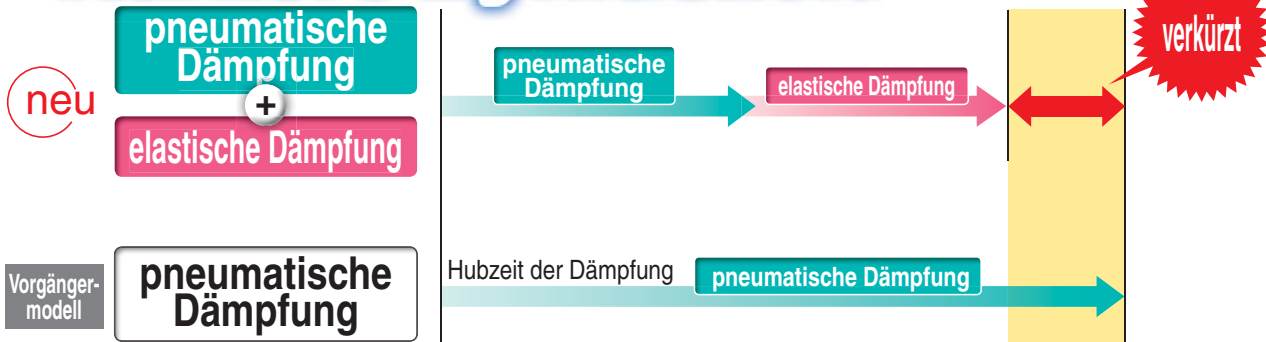 pneumatische
Dämpfung
neu
+
elastische Dämpfung
pneumatische
Dämpfung
elastische Dämpfung
verkürzt
Vorgänger-
modell
pneumatische
Dämpfung
Hubzeit der Dämpfung
pneumatische Dämpfung